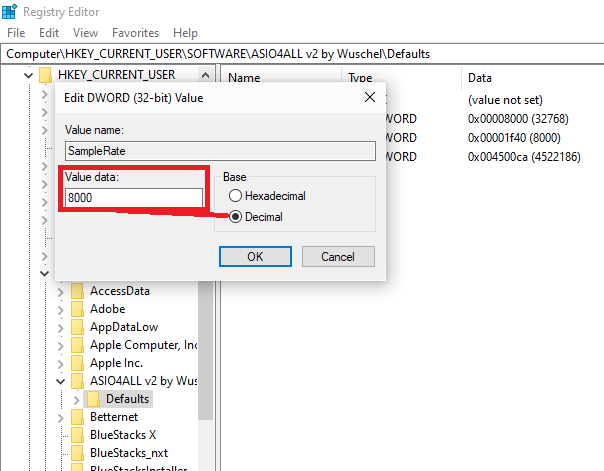 Registry Editor
File Edit View Favorites Help
Computer\HKEY_CURRENT_USER\SOFTWARE\ASIO4ALL v2 by Wuschel\Defaults
HKEY_CURRENT_USER
Name Type Data
(value not set)
WORD 0x00008000 (32768)
WORD 0x00001f40 (8000)
WORD 0x004500ca (4522186)
Edit DWORD (32-bit) Value
Value name:
SampleRate
Value data:
8000
Base
Hexadecimal
Decimal
OK Cancel
AccessData
Adobe
AppDataLow
Apple Computer, Inc
Apple Inc.
ASIO4ALL v2 by Wus
Defaults
Betternet
BlueStacks X
BlueStacks_nxt
BlueStacksInstaller